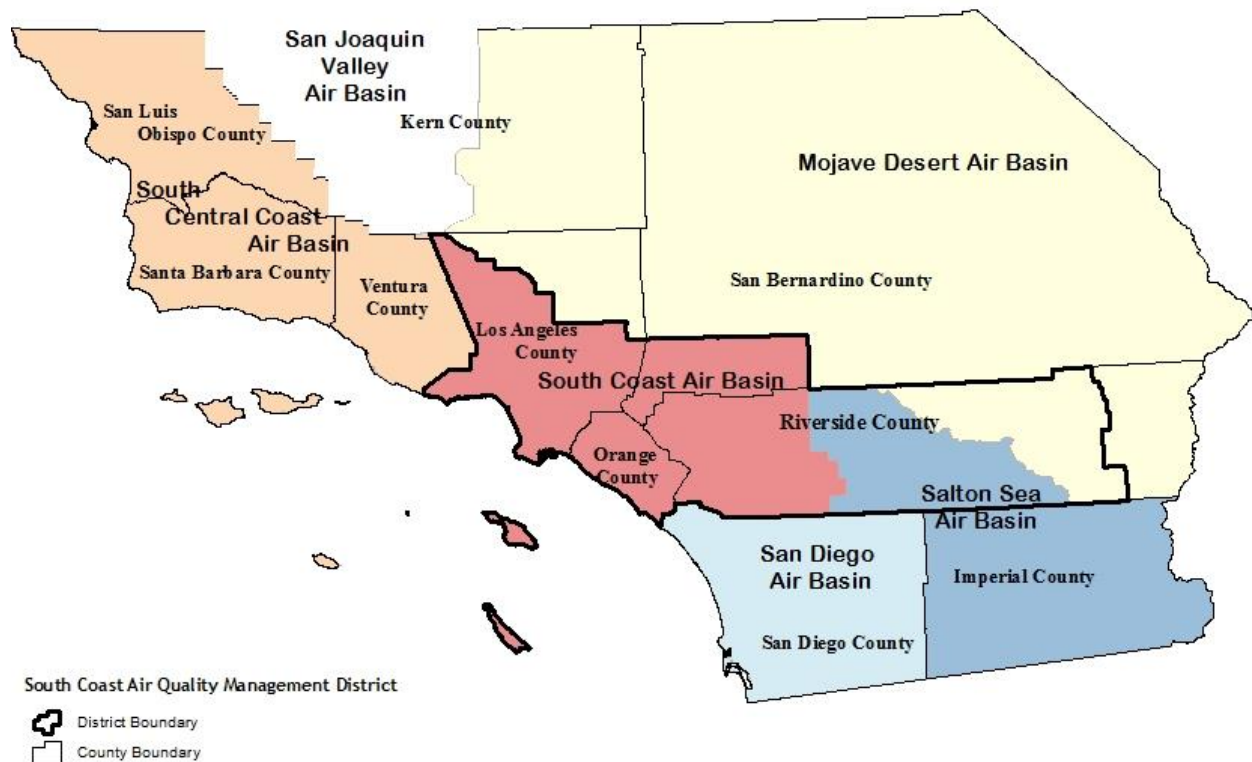 San Joaquin
Valley
Air Basin
Kern County
San Luis
Obispo County
Mojave Desert Air Basin
South
Central Coast
Air Basin
Santa Barbara County
Ventura
County
San Bernardino County
Los Angeles
County
South Coast Air Basin
Riverside County
Orange
County
Salton Sea
Air Basin
San Diego
Air Basin
Imperial County
San Diego County
South Coast Air Quality Management District
District Boundary
County Boundary